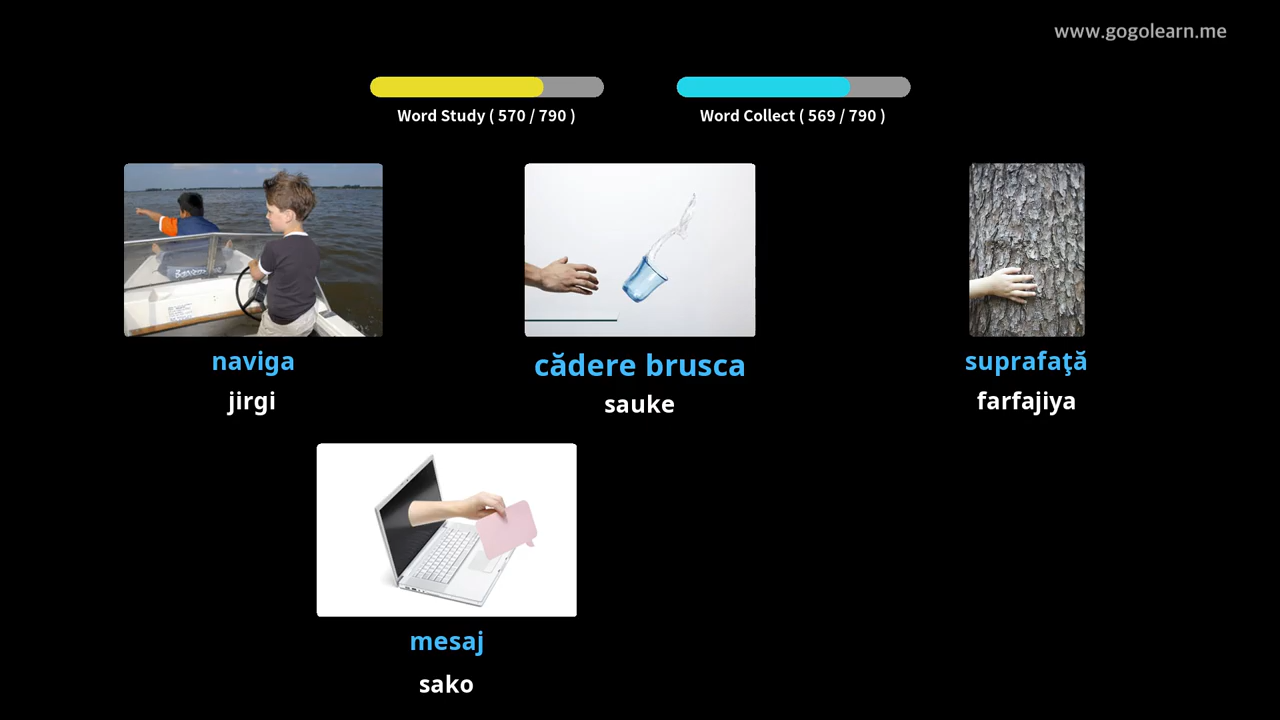 www.gogolearn.me
Word Study ( 570 / 790 )
Word Collect ( 569 / 790 )
naviga
jirgi
cădere brusca
sauke
suprafaţă
farfajiya
mesaj
sako